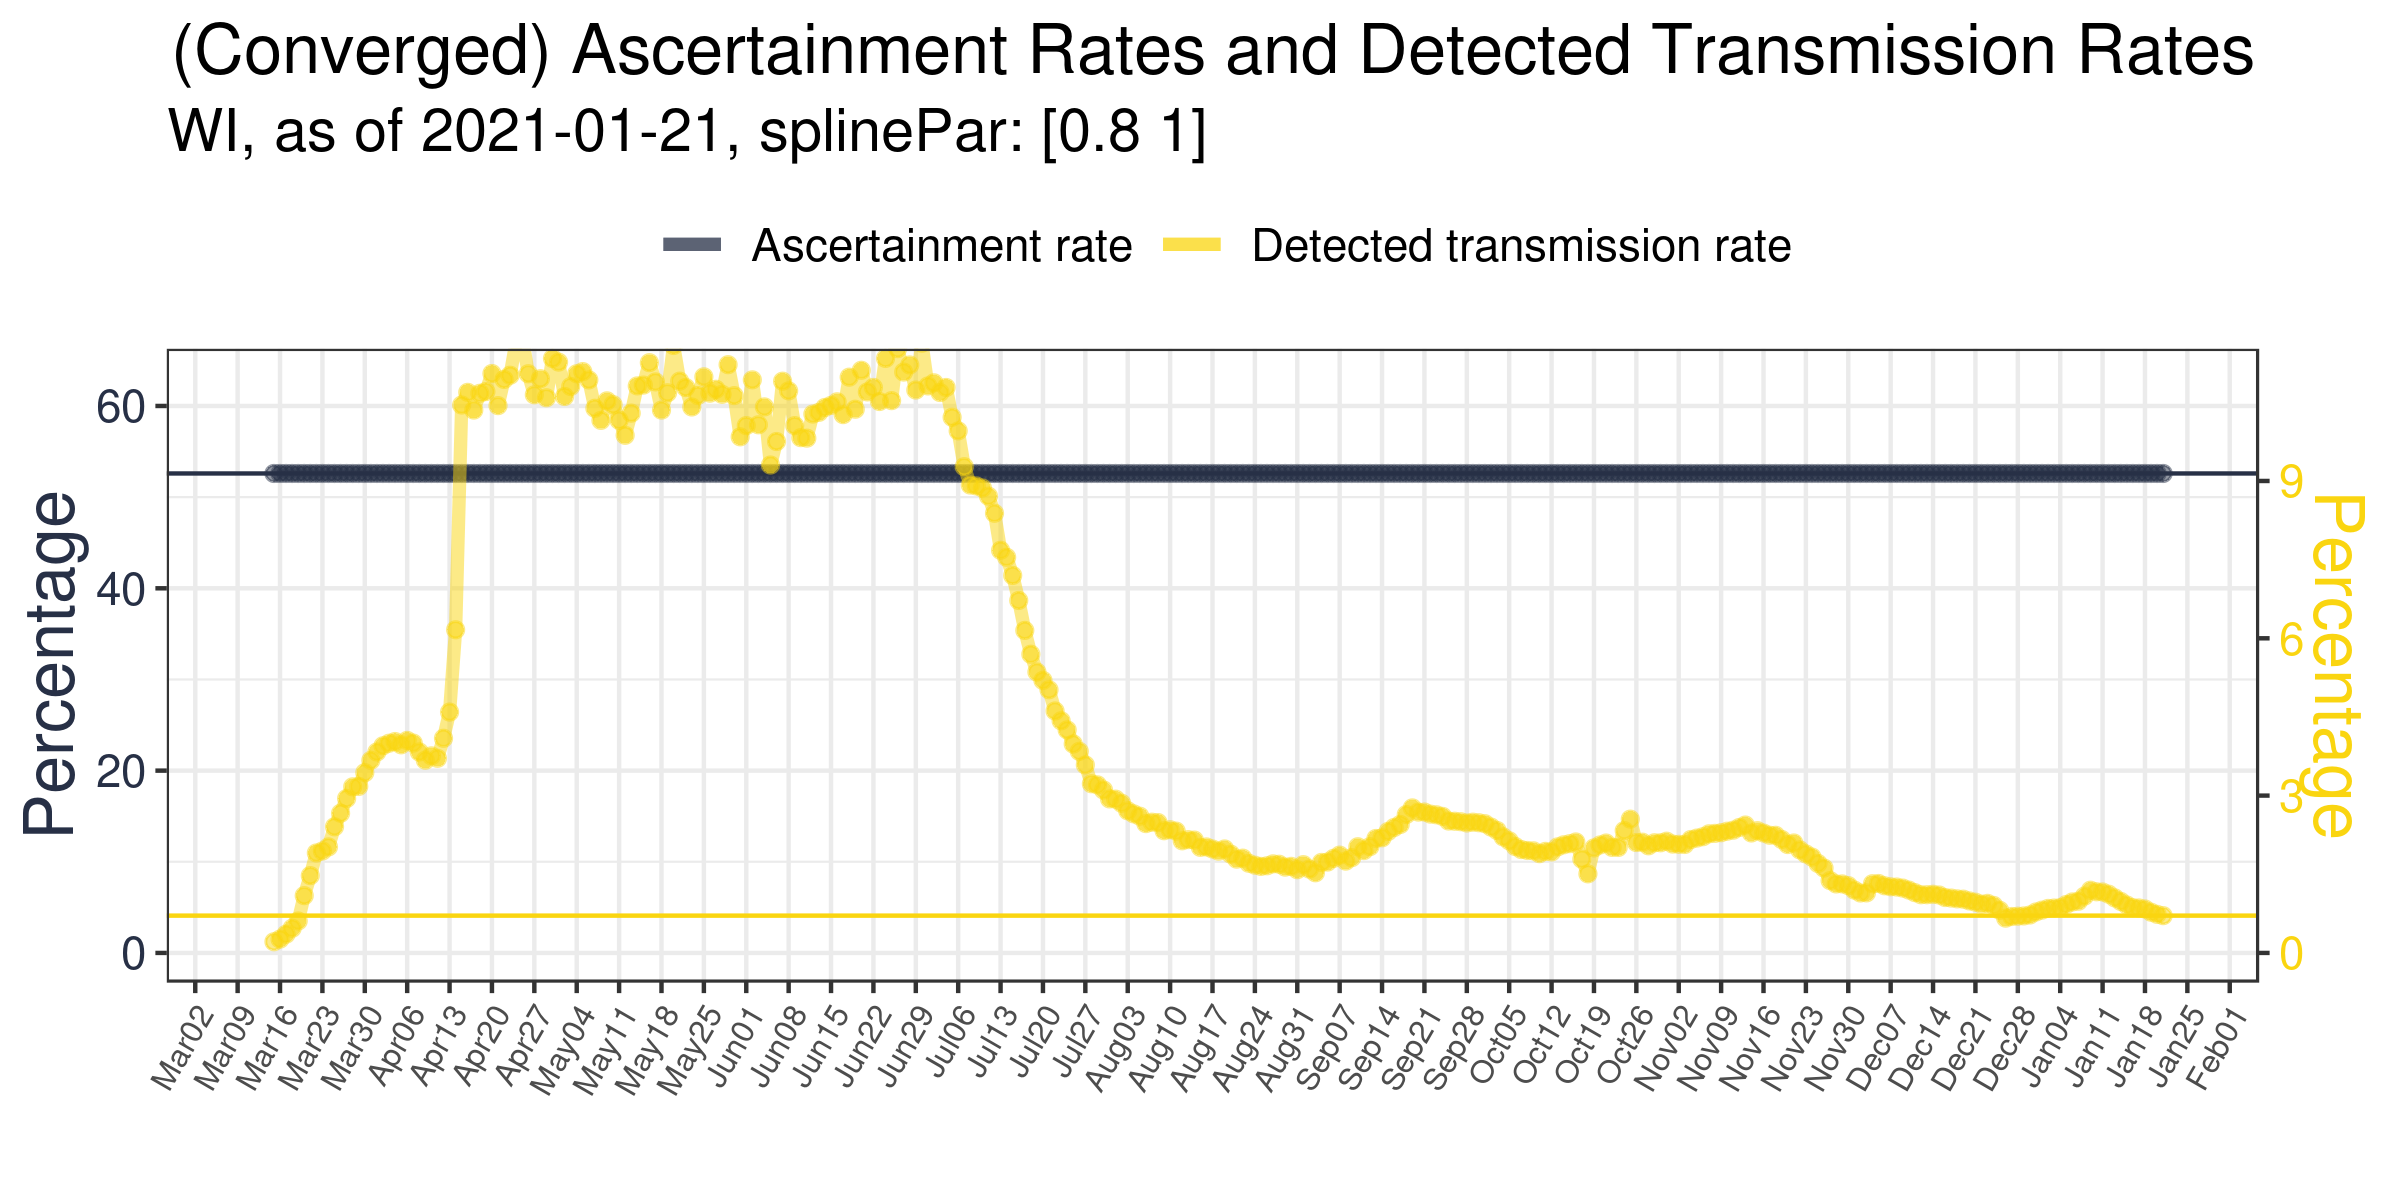 (Converged) Ascertainment Rates and Detected Transmission Rates
WI, as of 2021-01-21, splinePar: [0.8 1]
Ascertainment rate
Detected transmission rate
Percentage
60
40
20
0
9
6
3
0
Percentage
Mar02
Mar09
Mar16
Mar23
Mar30
Apr06
Apr13
Apr20
Apr27
May04
May11
May18
May25
Jun01
Jun08
Jun15
Jun22
Jun29
Jul06
Jul13
Jul20
Jul27
Aug03
Aug10
Aug17
Aug24
Aug31
Sep07
Sep14
Sep21
Sep28
Oct05
Oct12
Oct19
Oct26
Nov02
Nov09
Nov16
Nov23
Nov30
Dec07
Dec14
Dec21
Dec28
Jan04
Jan11
Jan18
Jan25
Feb01